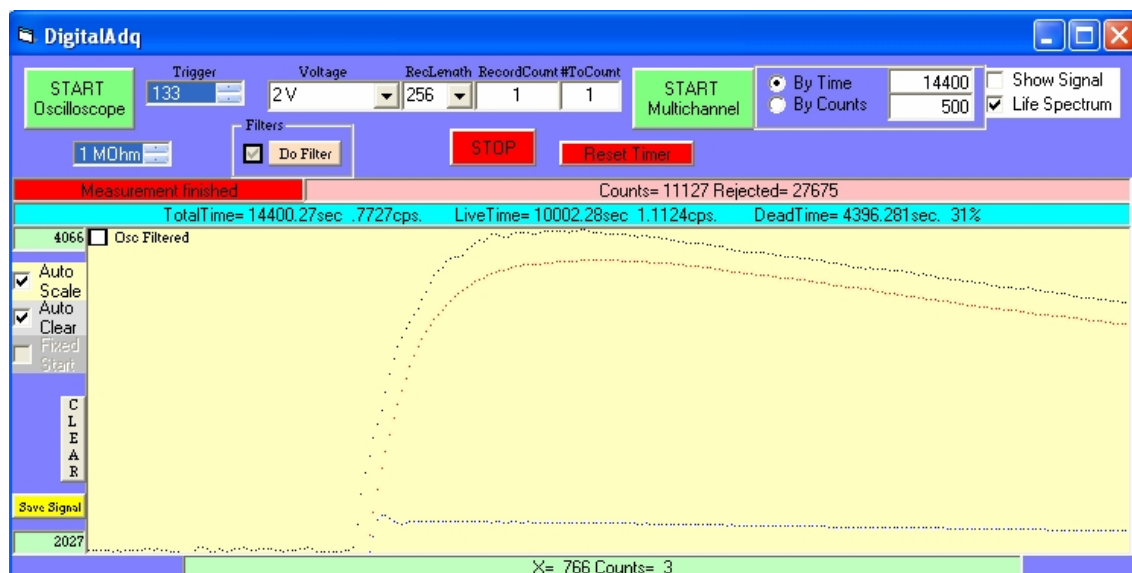 DigitalAdq
START Oscilloscope
Trigger
133
Voltage
2 V
RecLength RecordCount #ToCount
256 1 1
START Multichannel
By Time 14400
By Counts 500
Show Signal
Life Spectrum
1 MOhm
Filters
Do Filter
STOP
Reset Timer
Measurement finished
Counts= 11127 Rejected= 27675
TotalTime= 14400.27sec .7727cps. LiveTime= 10002.28sec 1.1124cps. DeadTime= 4396.281sec. 31%
4066
Osc Filtered
Auto
Scale
Auto
Clear
Fixed
Start
C
L
E
A
R
Save Signal
2027
X= 766 Counts= 3